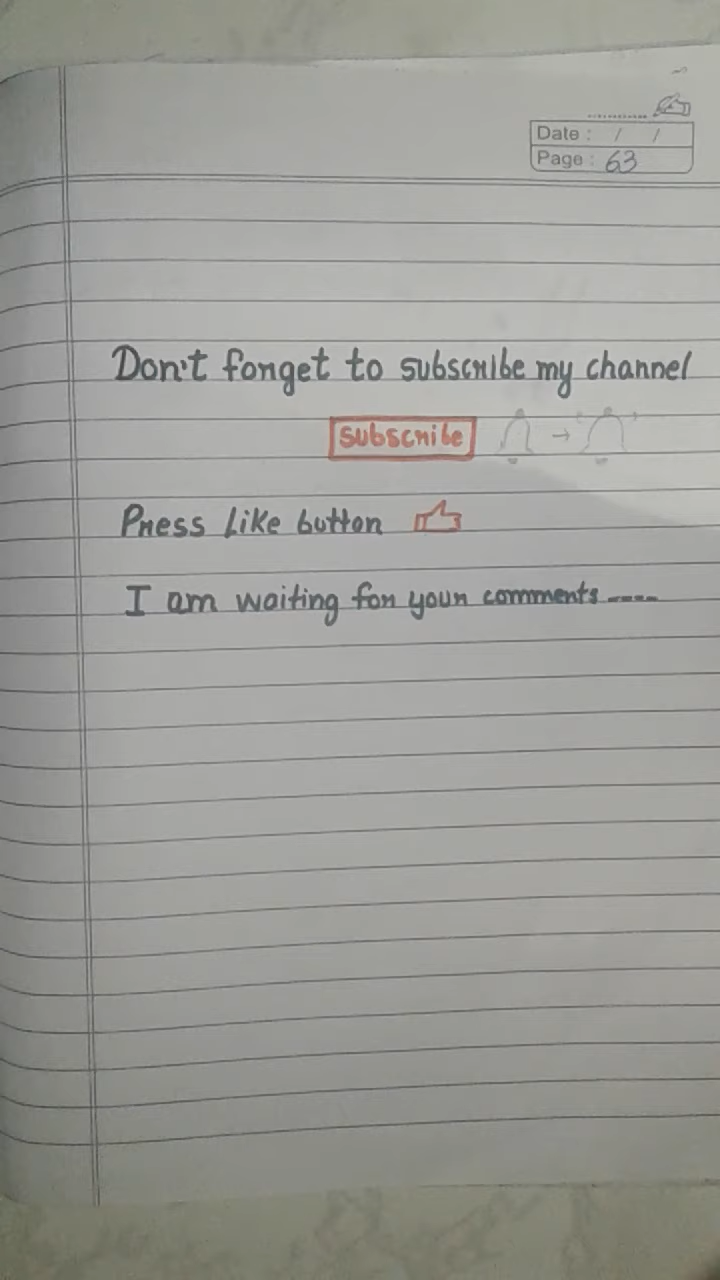 Date : / /
Page : 63
Don't forget to subscribe my channel
Subscribe
Press Like button
I am waiting for your comments ----